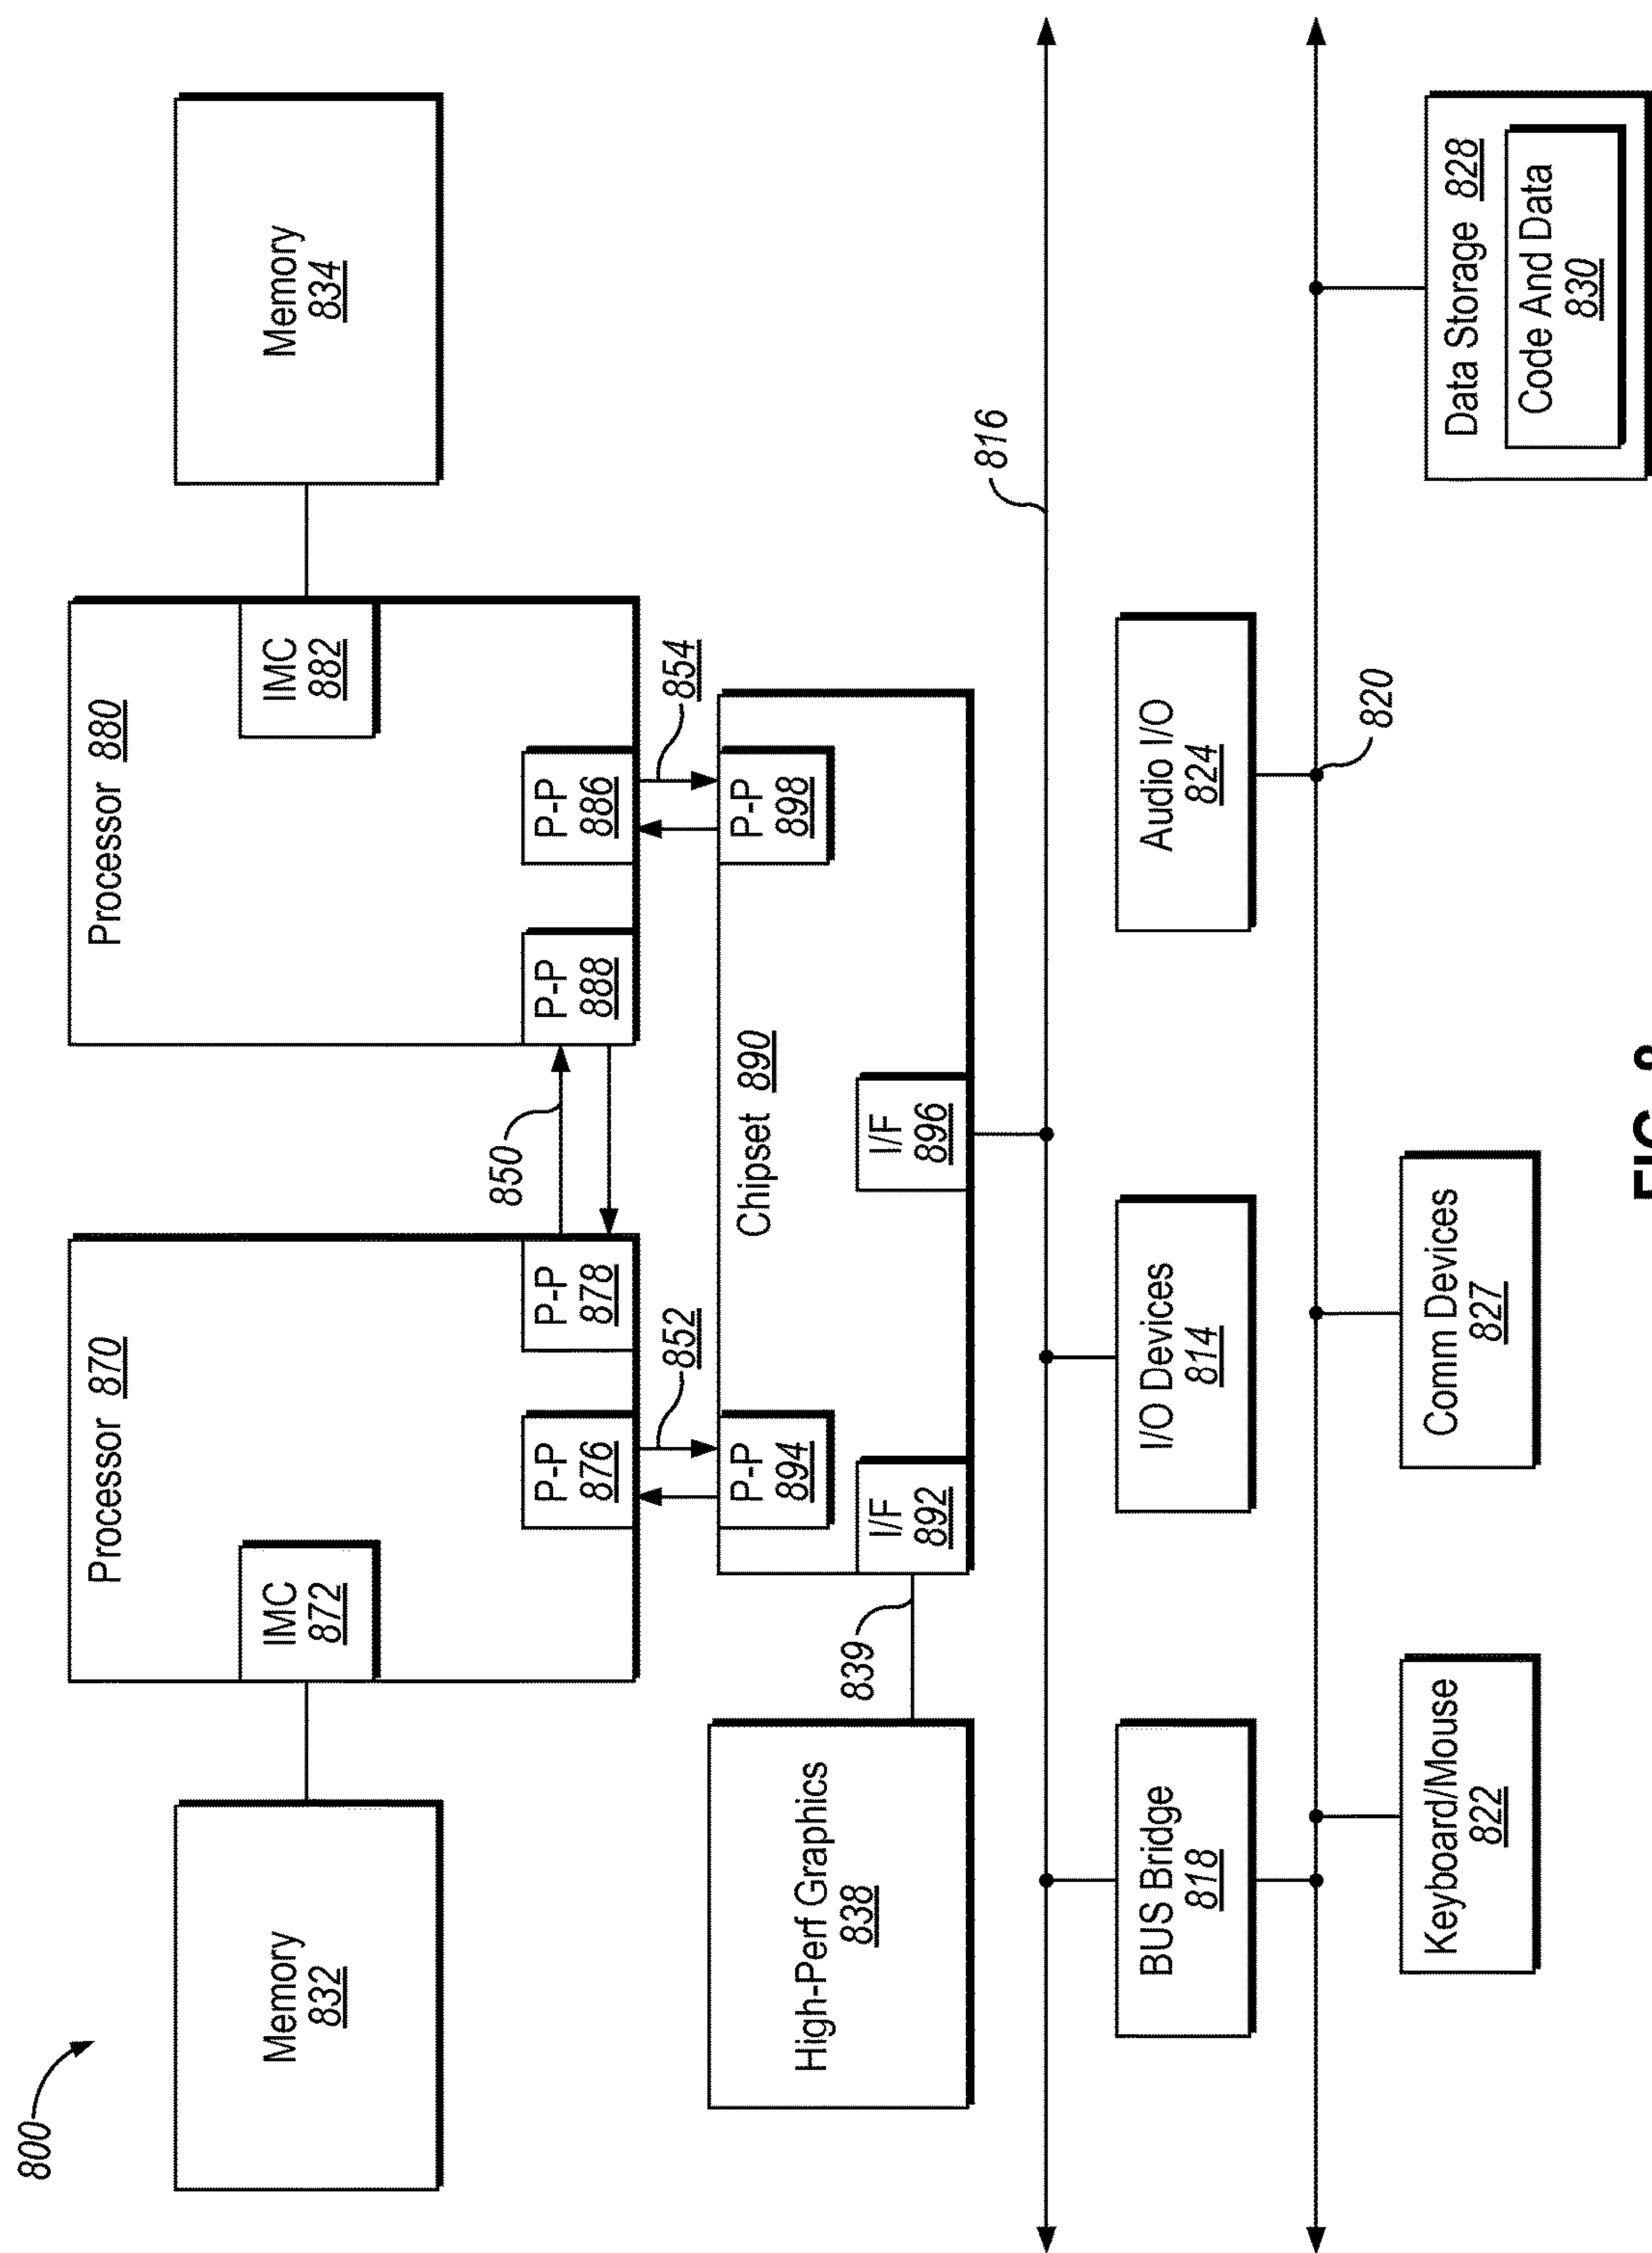 800
Memory
832
Processor 870
IMC
872
P-P
876
P-P
878
850
Processor 880
IMC
882
P-P
888
P-P
886
Memory
834
852
854
High-Perf Graphics
838
839
Chipset 890
P-P
894
P-P
898
I/F
892
I/F
896
816
BUS Bridge
818
I/O Devices
814
Audio I/O
824
820
Keyboard/Mouse
822
Comm Devices
827
Data Storage 828
Code And Data
830